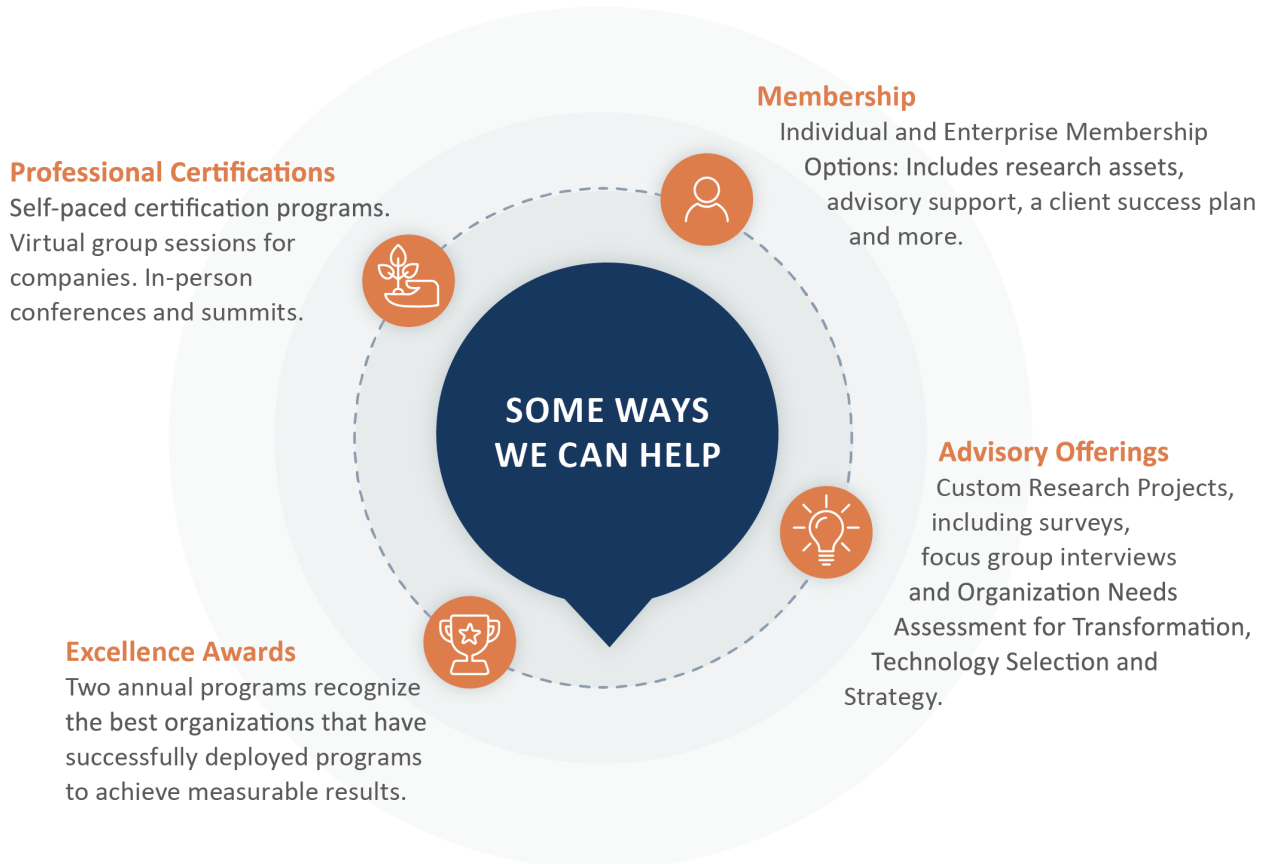 Membership
Individual and Enterprise Membership
Options: Includes research assets,
advisory support, a client success plan
and more.
Professional Certifications
Self-paced certification programs.
Virtual group sessions for
companies. In-person
conferences and summits.
SOME WAYS
WE CAN HELP
Advisory Offerings
Custom Research Projects,
including surveys,
focus group interviews
and Organization Needs
Assessment for Transformation,
Technology Selection and
Strategy.
Excellence Awards
Two annual programs recognize
the best organizations that have
successfully deployed programs
to achieve measurable results.